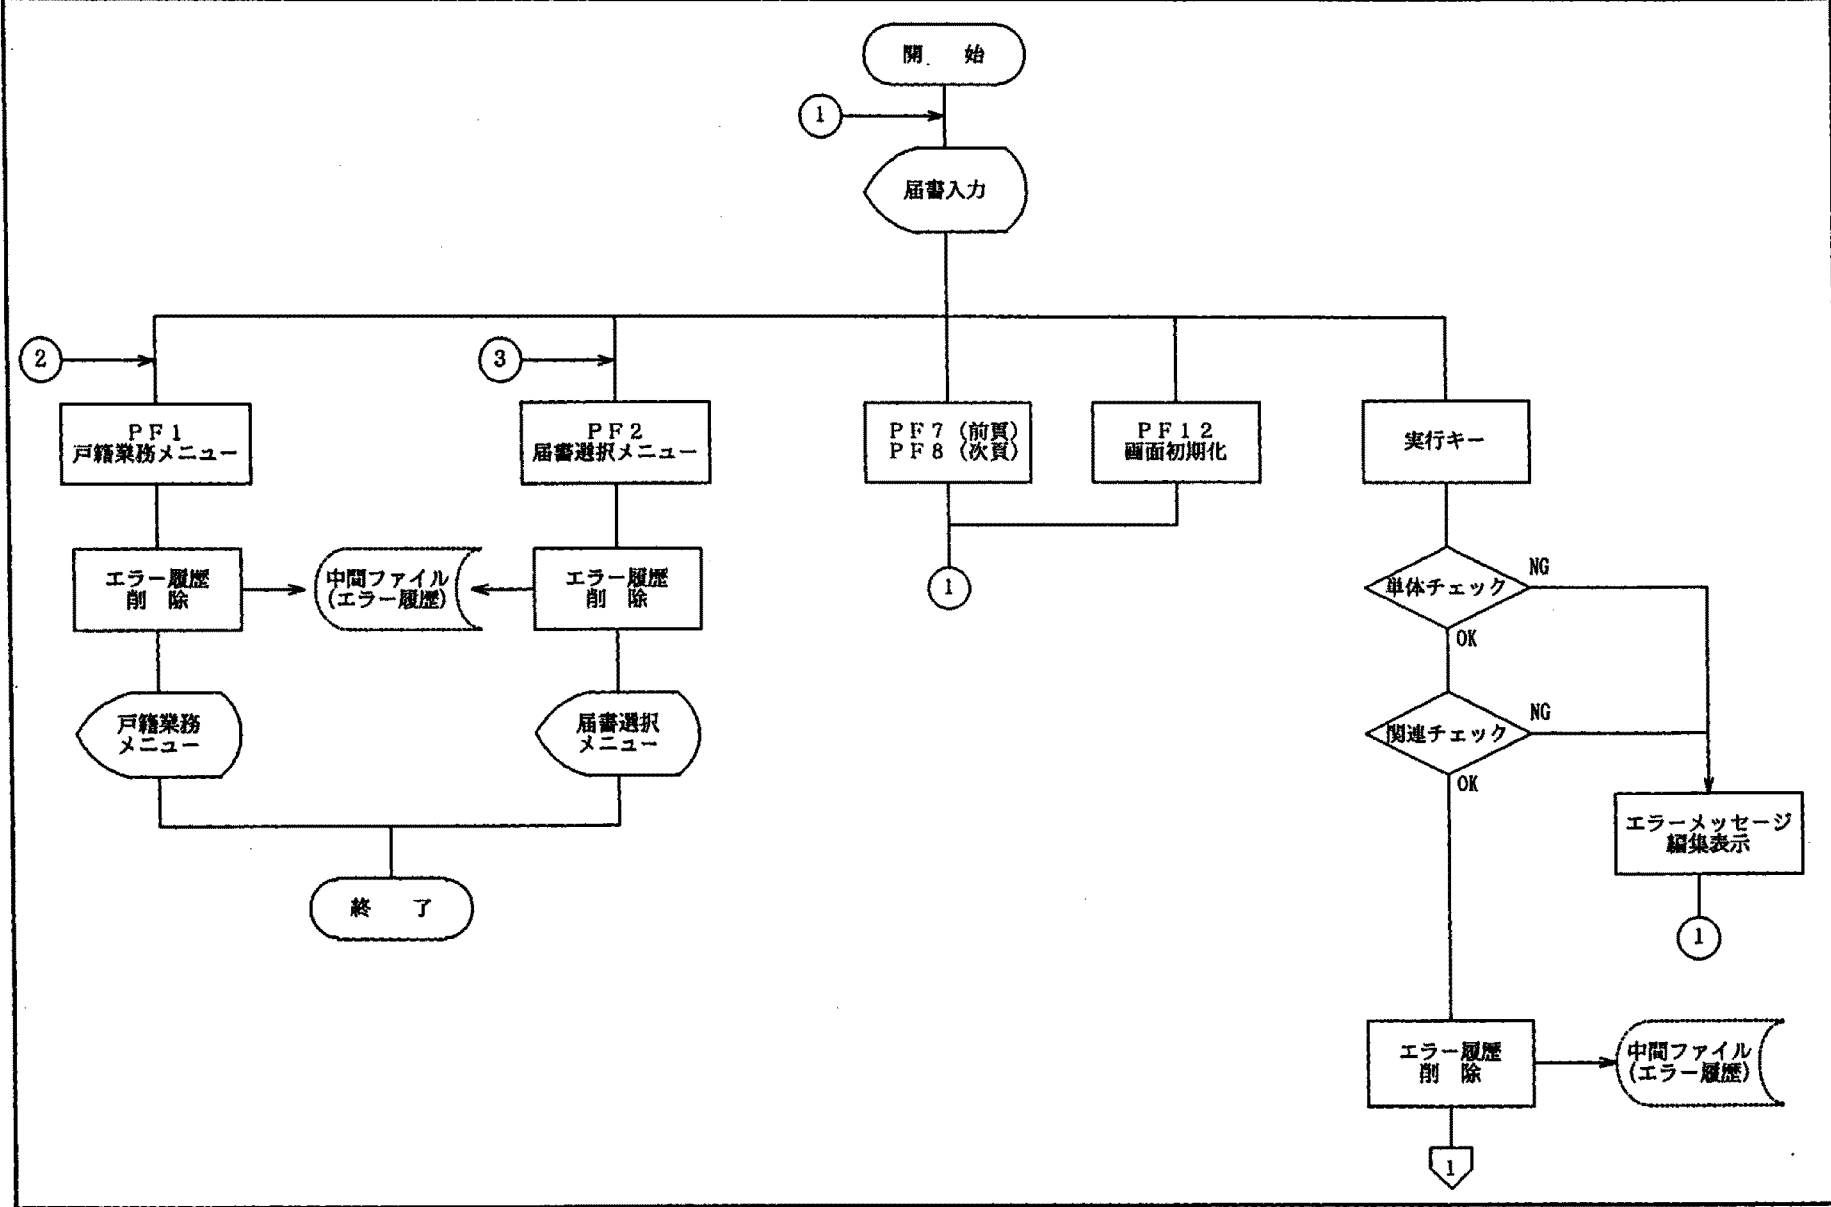 開　始
1
届書入力
2
3
PF1
戸籍業務メニュー
PF2
届書選択メニュー
PF7（前頁）
PF8（次頁）
PF12
画面初期化
実行キー
エラー履歴
削　除
中間ファイル
（エラー履歴）
エラー履歴
削　除
1
単体チェック
NG
OK
戸籍業務
メニュー
届書選択
メニュー
関連チェック
NG
OK
エラーメッセージ
編集表示
終　了
1
エラー履歴
削　除
中間ファイル
（エラー履歴）
1